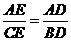 AE/CE = AD/BD